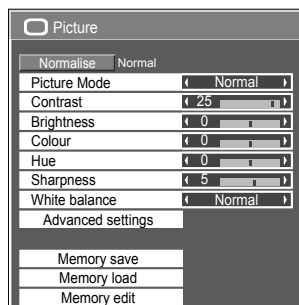 Picture
Normalise Normal
Picture Mode Normal
Contrast 25
Brightness 0
Colour 0
Hue 0
Sharpness 5
White balance Normal
Advanced settings
Memory save
Memory load
Memory edit